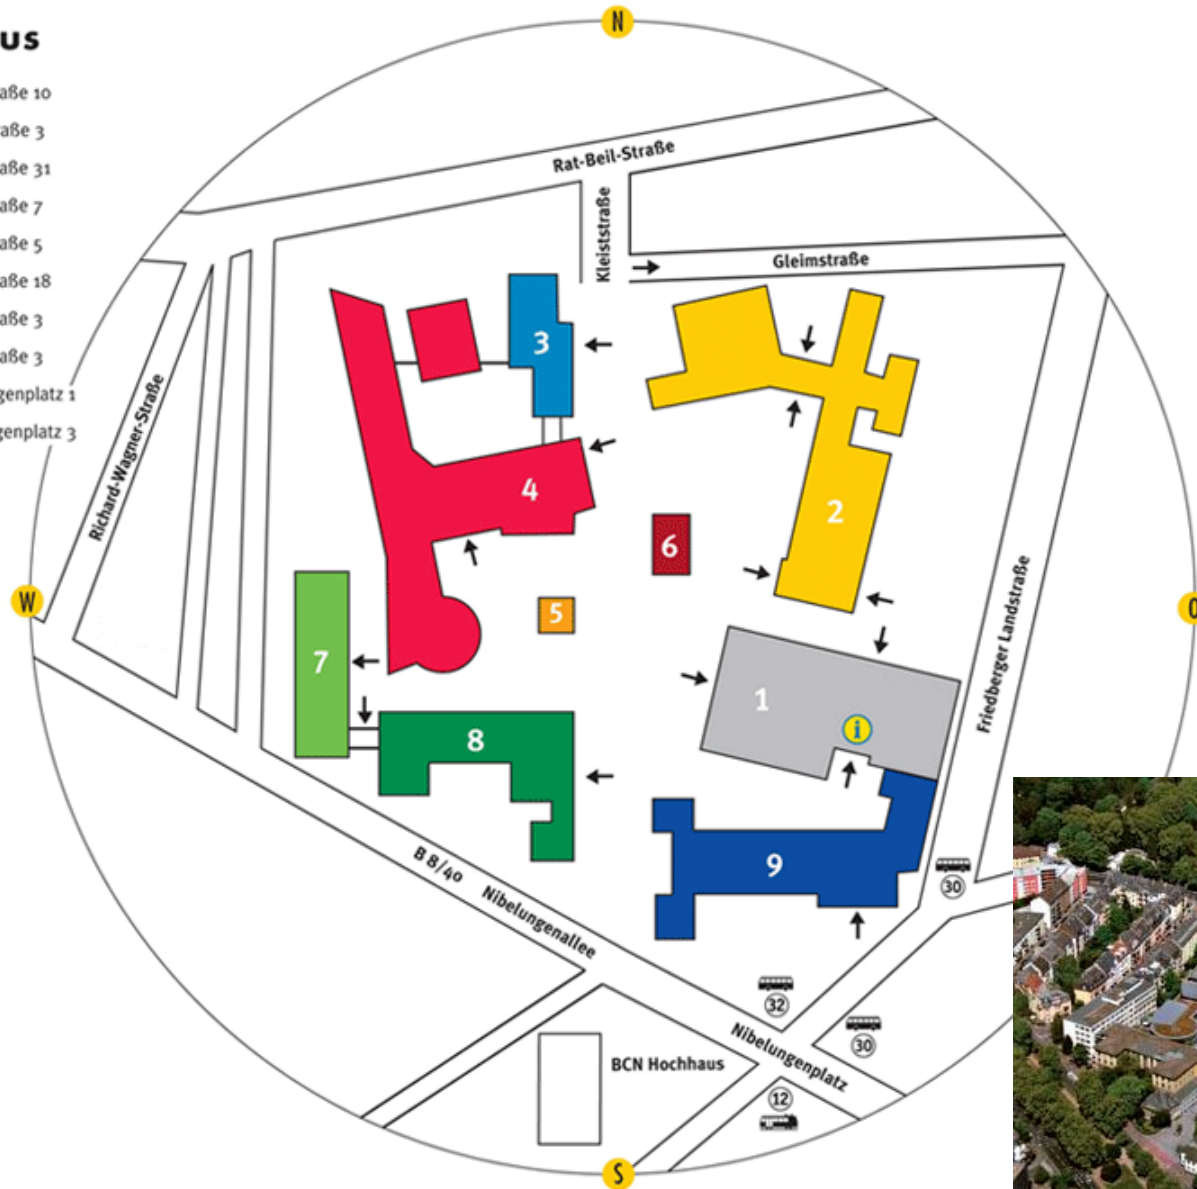 us
aße 10
aße 3
aße 31
aße 7
aße 5
aße 18
aße 3
aße 3
genplatz 1
genplatz 3
N
Rat-Beil-Straße
Kleiststraße
Gleimstraße
Richard-Wagner-Straße
3
4
2
6
5
W
O
7
8
1
i
Friedberger Landstraße
9
B 8/40 Nibelungenallee
30
32
30
Nibelungenplatz
BCN Hochhaus
12
S